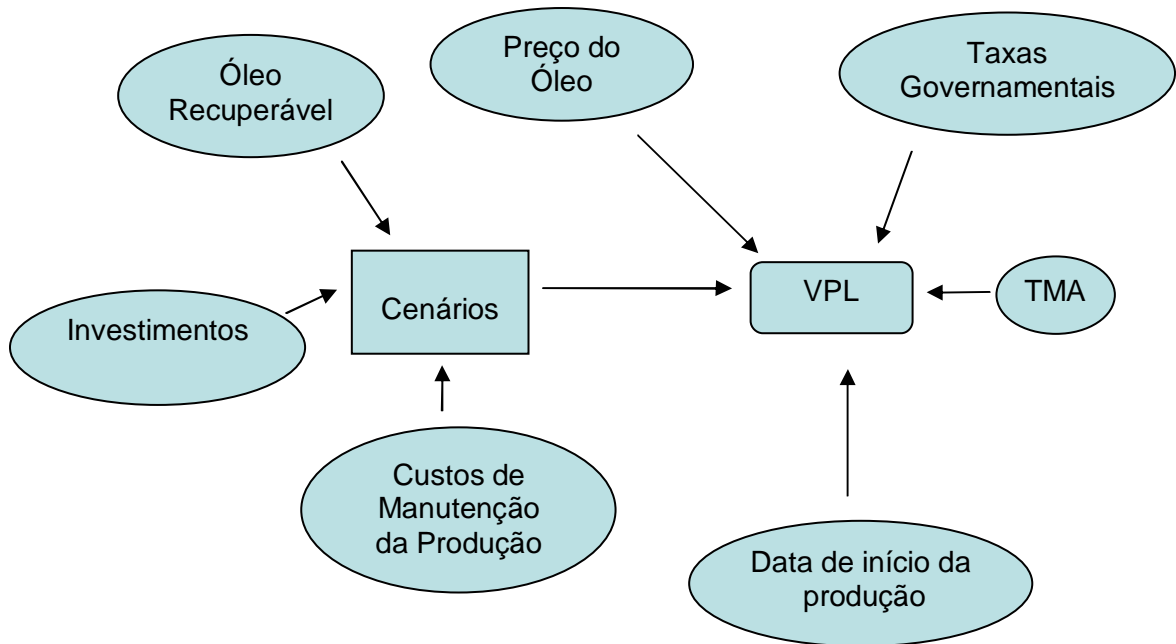 Preço do
Óleo
Taxas
Governamentais
Óleo
Recuperável
Investimentos
Cenários
VPL
TMA
Custos de
Manutenção
da Produção
Data de início da
produção